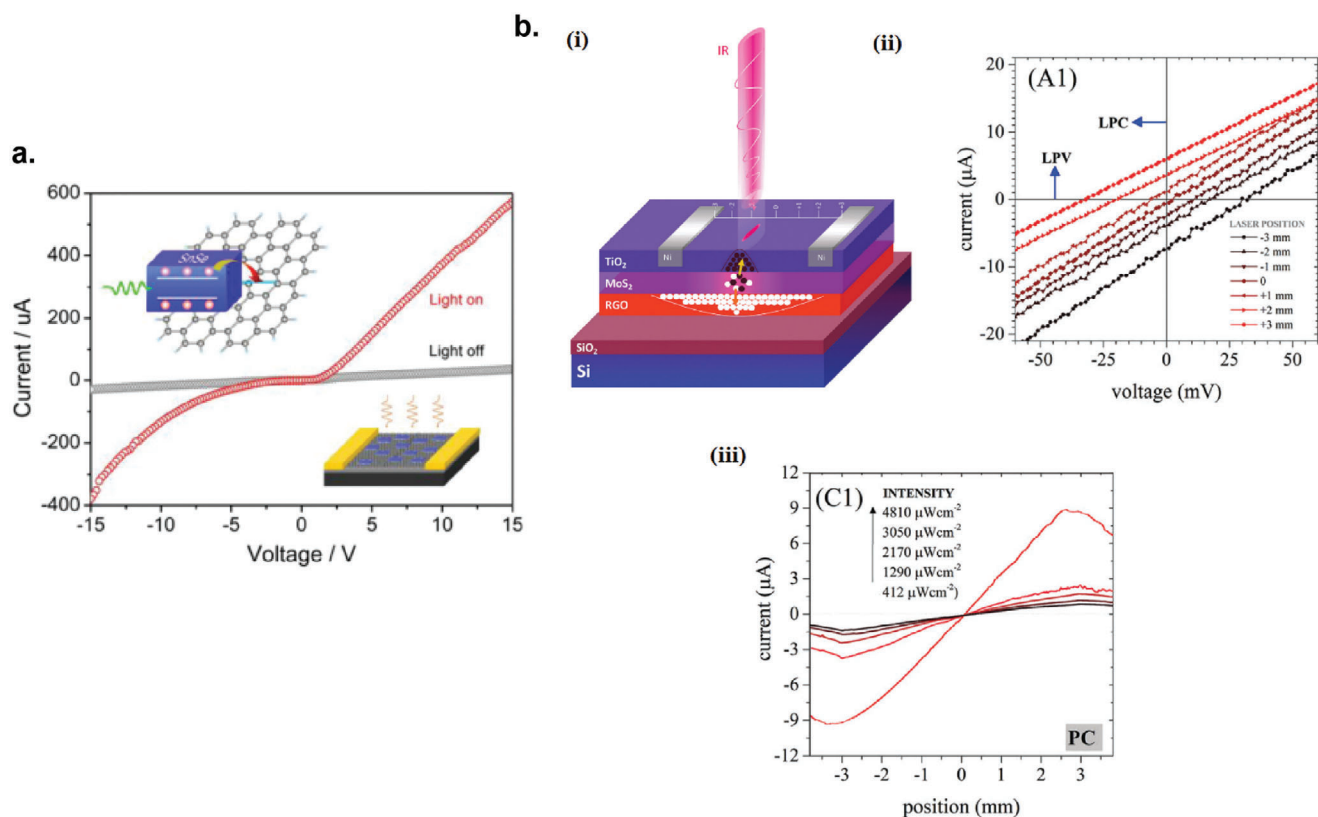 a.
600
400
200
0
-200
-400
Current / uA
SnSe
Light on
Light off
-15
-10
-5
0
5
10
15
Voltage / V
b.
(i)
IR
Ni
Ni
0
-1
-2
-3
TiO2
MoS2
RGO
SiO2
Si
(ii)
(A1)
20
10
0
-10
-20
current (μA)
LPC
LPV
LASER POSITION
-3 mm
-2 mm
-1 mm
0
+1 mm
+2 mm
+3 mm
-50
-25
0
25
50
voltage (mV)
(iii)
(C1)
12
9
6
3
0
-3
-6
-9
-12
current (μA)
INTENSITY
4810 μWcm-2
3050 μWcm-2
2170 μWcm-2
1290 μWcm-2
412 μWcm-2)
PC
-3
-2
-1
0
1
2
3
position (mm)